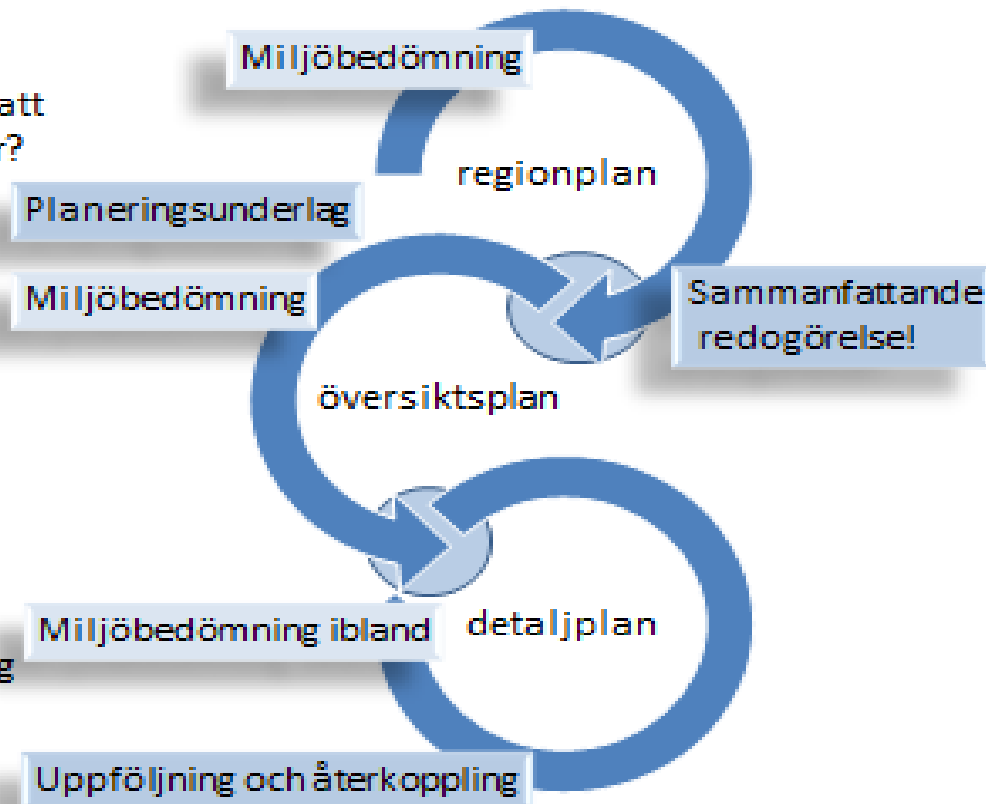 Miljöbedömning
att
r?
regionplan
Planeringsunderlag
Miljöbedömning
Sammanfattande
redogörelse!
översiktsplan
Miljöbedömning ibland
detaljplan
g
Uppföljning och återkoppling